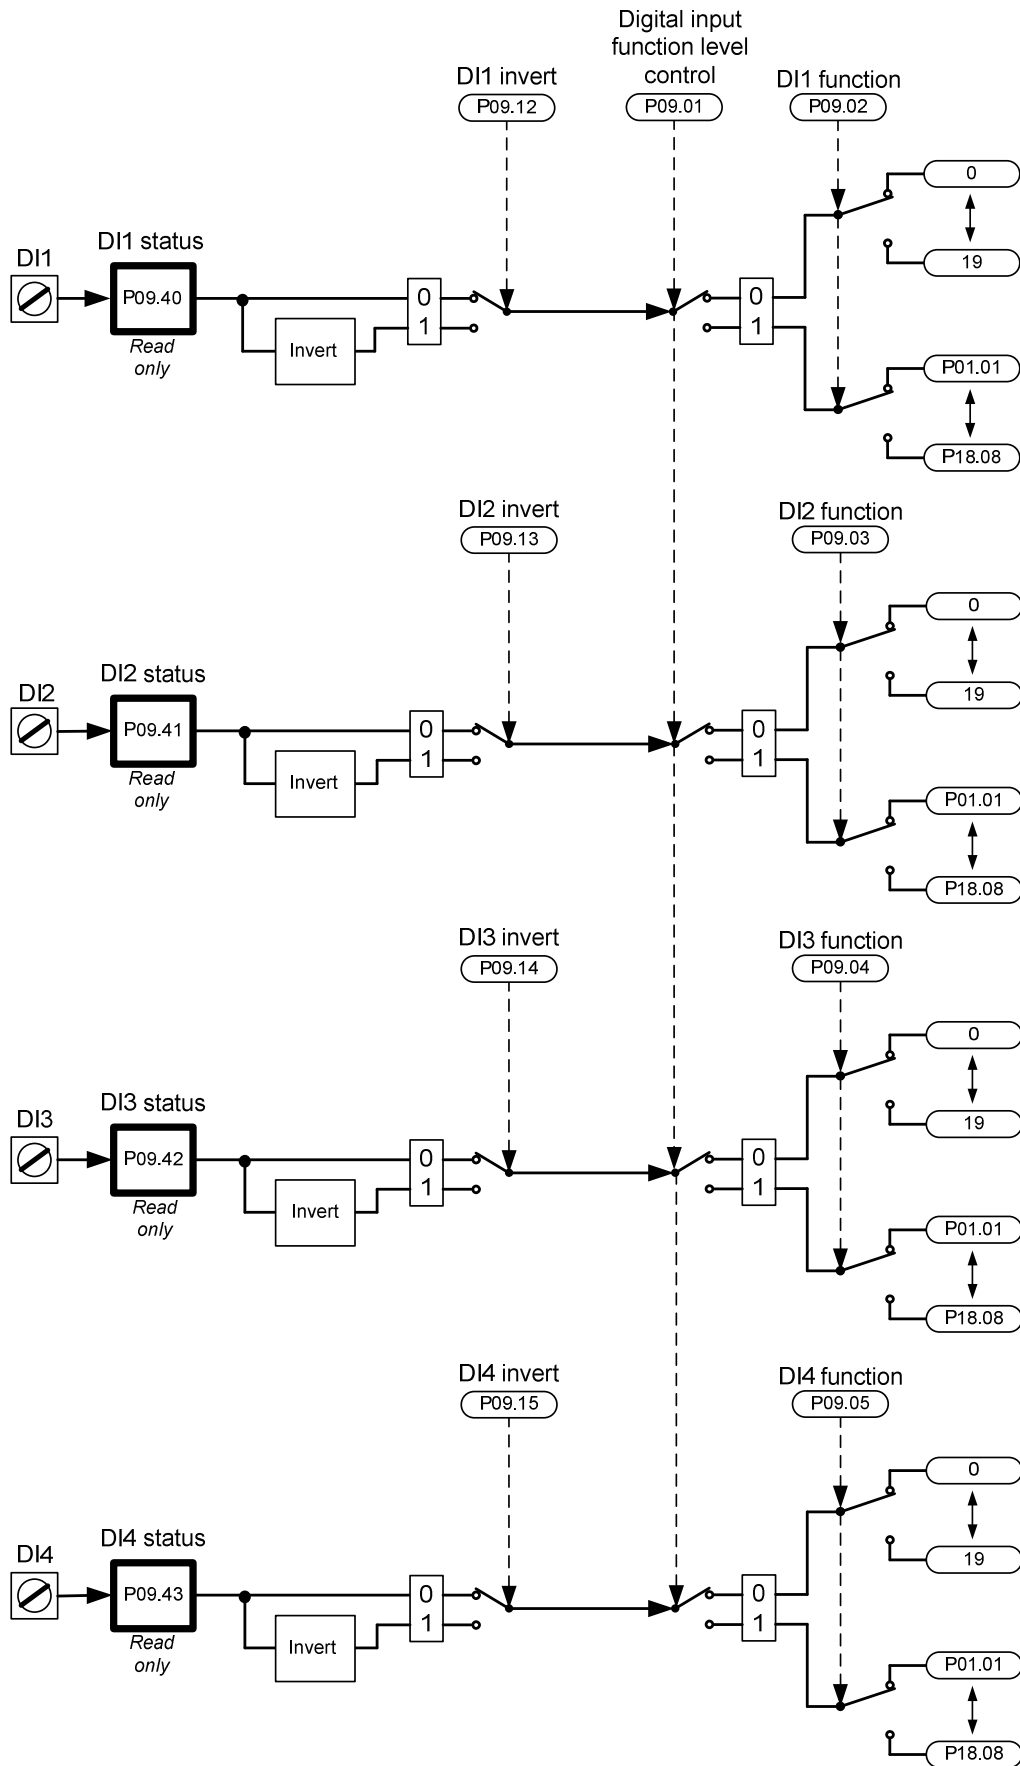 Digital input
function level
control
DI1 invert
DI1 function
P09.12
P09.01
P09.02
0
DI1 status
DI1
19
P09.40
0
1
0
1
Invert
Read
only
P01.01
P18.08
DI2 invert
DI2 function
P09.13
P09.03
0
DI2 status
DI2
19
P09.41
0
1
0
1
Invert
Read
only
P01.01
P18.08
DI3 invert
DI3 function
P09.14
P09.04
0
DI3 status
DI3
19
P09.42
0
1
0
1
Invert
Read
only
P01.01
P18.08
DI4 invert
DI4 function
P09.15
P09.05
0
DI4 status
DI4
19
P09.43
0
1
0
1
Invert
Read
only
P01.01
P18.08